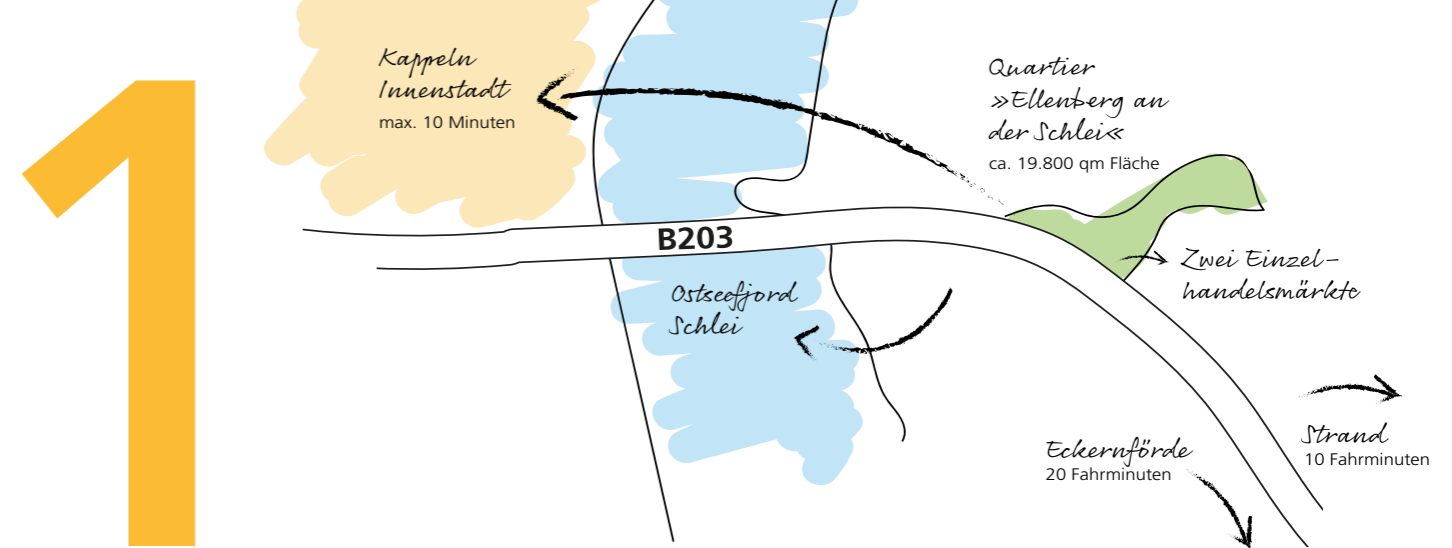 1
Kappeln
Innenstadt
max. 10 Minuten
Quartier
»Ellenberg an
der Schlei«
ca. 19.800 qm Fläche
B203
Zwei Einzel–
handelsmärkte
Ostseefjord
Schlei
Strand
10 Fahrminuten
Eckernförde
20 Fahrminuten